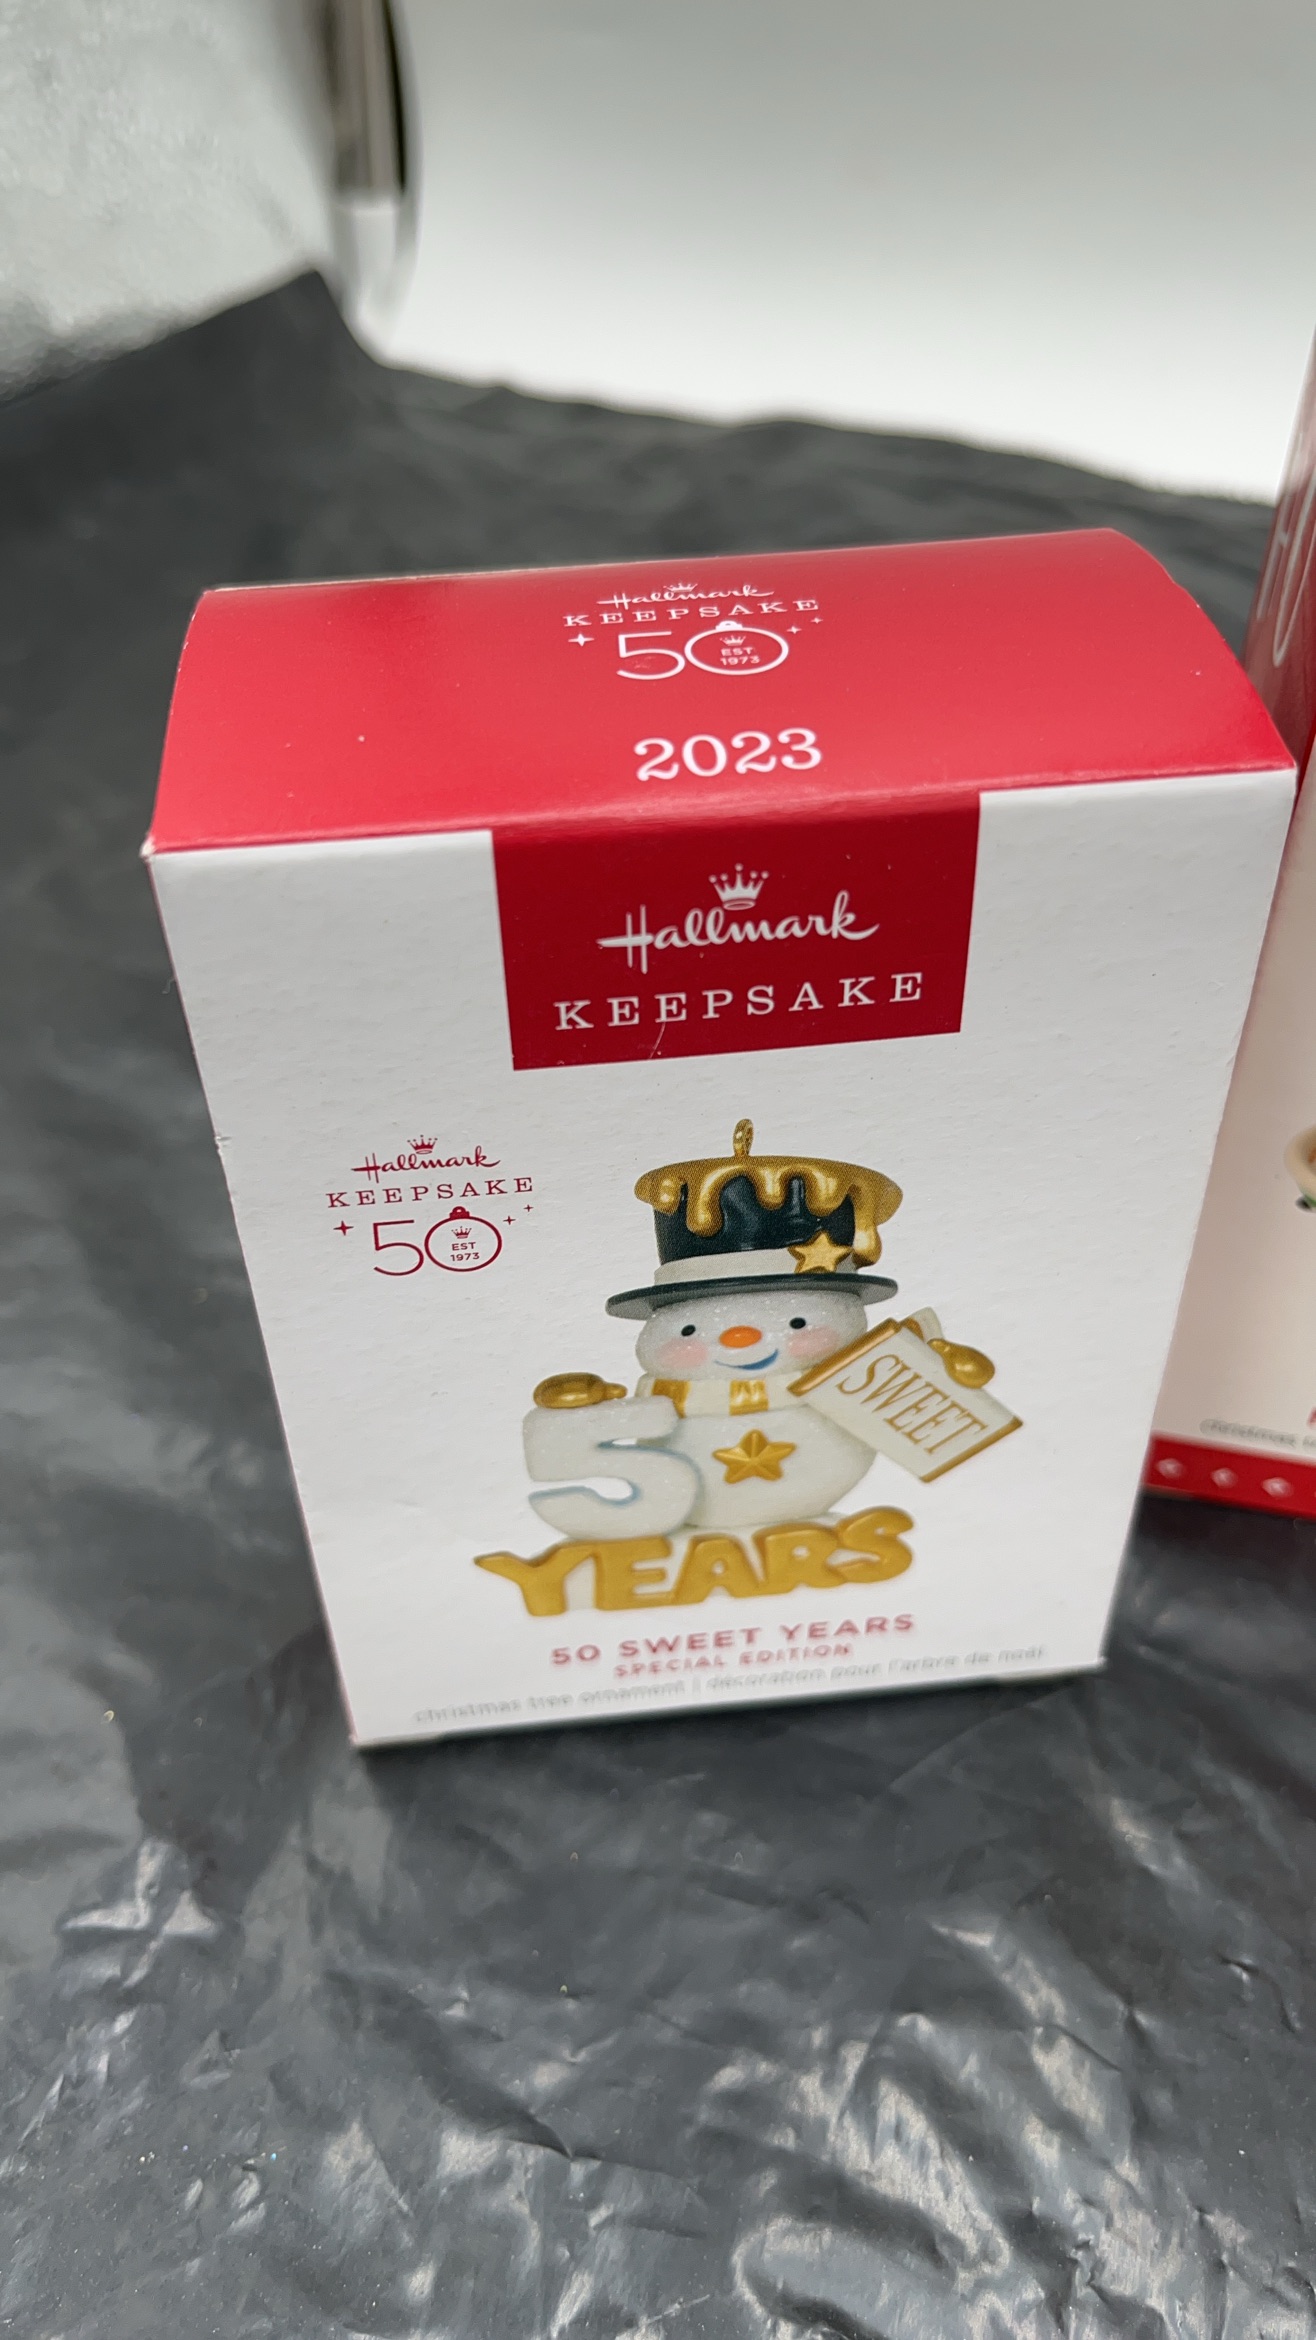 Hallmark
KEEPSAKE
50
EST
1973
2023
Hallmark
KEEPSAKE
Hallmark
KEEPSAKE
50
EST
1973
SWEET
50
YEARS
50 SWEET YEARS
SPECIAL EDITION
christmas tree ornament | décoration pour l'arbre de noël